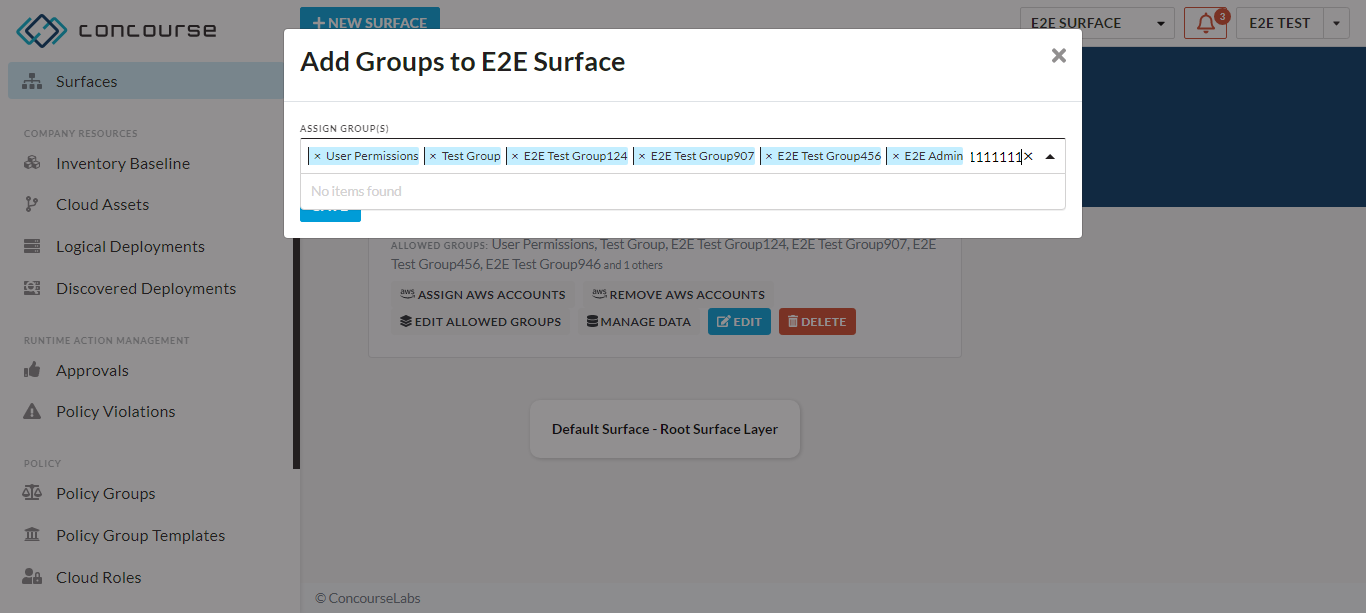 concourse
+ NEW SURFACE
E2E SURFACE
3
E2E TEST
Add Groups to E2E Surface
×
ASSIGN GROUP(S)
× User Permissions × Test Group × E2E Test Group124 × E2E Test Group907 × E2E Test Group456 × E2E Admin 1111111 ×
No items found
Surfaces
COMPANY RESOURCES
Inventory Baseline
Cloud Assets
Logical Deployments
Discovered Deployments
RUNTIME ACTION MANAGEMENT
Approvals
Policy Violations
POLICY
Policy Groups
Policy Group Templates
Cloud Roles
ALLOWED GROUPS: User Permissions, Test Group, E2E Test Group124, E2E Test Group907, E2E
Test Group456, E2E Test Group946 and 1 others
aws ASSIGN AWS ACCOUNTS aws REMOVE AWS ACCOUNTS
EDIT ALLOWED GROUPS MANAGE DATA EDIT DELETE
Default Surface - Root Surface Layer
© ConcourseLabs